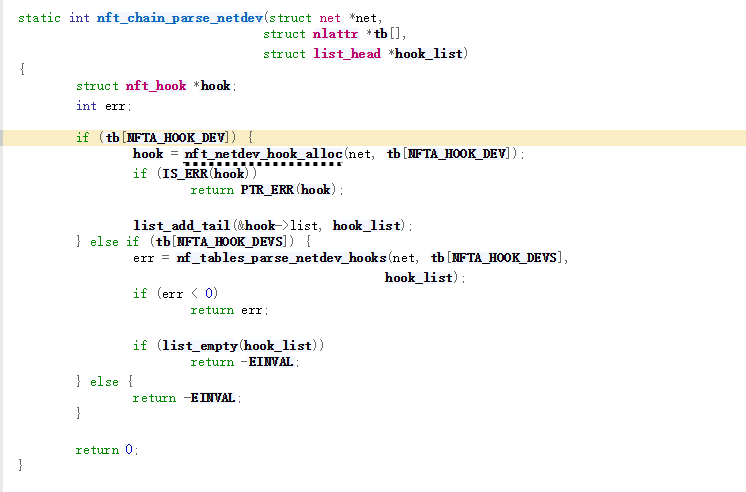 static int nft_chain_parse_netdev(struct net *net,
                                  struct nlattr *tb[],
                                  struct list_head *hook_list)
{
        struct nft_hook *hook;
        int err;

        if (tb[NFTA_HOOK_DEV]) {
                hook = nft_netdev_hook_alloc(net, tb[NFTA_HOOK_DEV]);
                if (IS_ERR(hook))
                        return PTR_ERR(hook);

                list_add_tail(&hook->list, hook_list);
        } else if (tb[NFTA_HOOK_DEVS]) {
                err = nf_tables_parse_netdev_hooks(net, tb[NFTA_HOOK_DEVS],
                                                   hook_list);
                if (err < 0)
                        return err;

                if (list_empty(hook_list))
                        return -EINVAL;
        } else {
                return -EINVAL;
        }

        return 0;
}